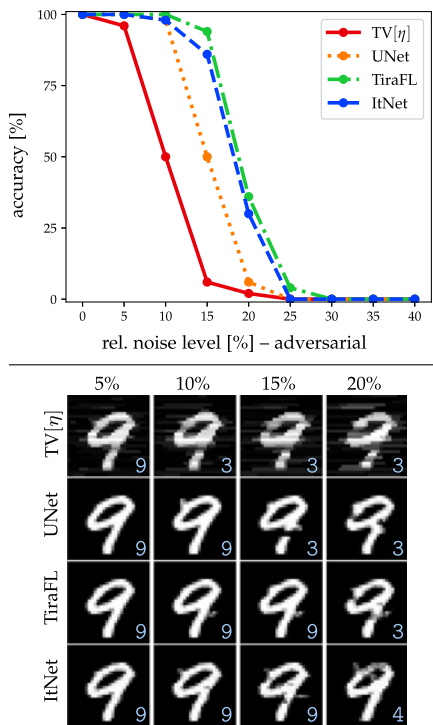 accuracy [%]
100
75
50
25
0
TV[η]
UNet
TiraFL
ItNet
0 5 10 15 20 25 30 35 40
rel. noise level [%] – adversarial
5% 10% 15% 20%
TV[η] 9 3 3 3
UNet 9 9 3 3
TiraFL 9 9 9 3
ItNet 9 9 9 4